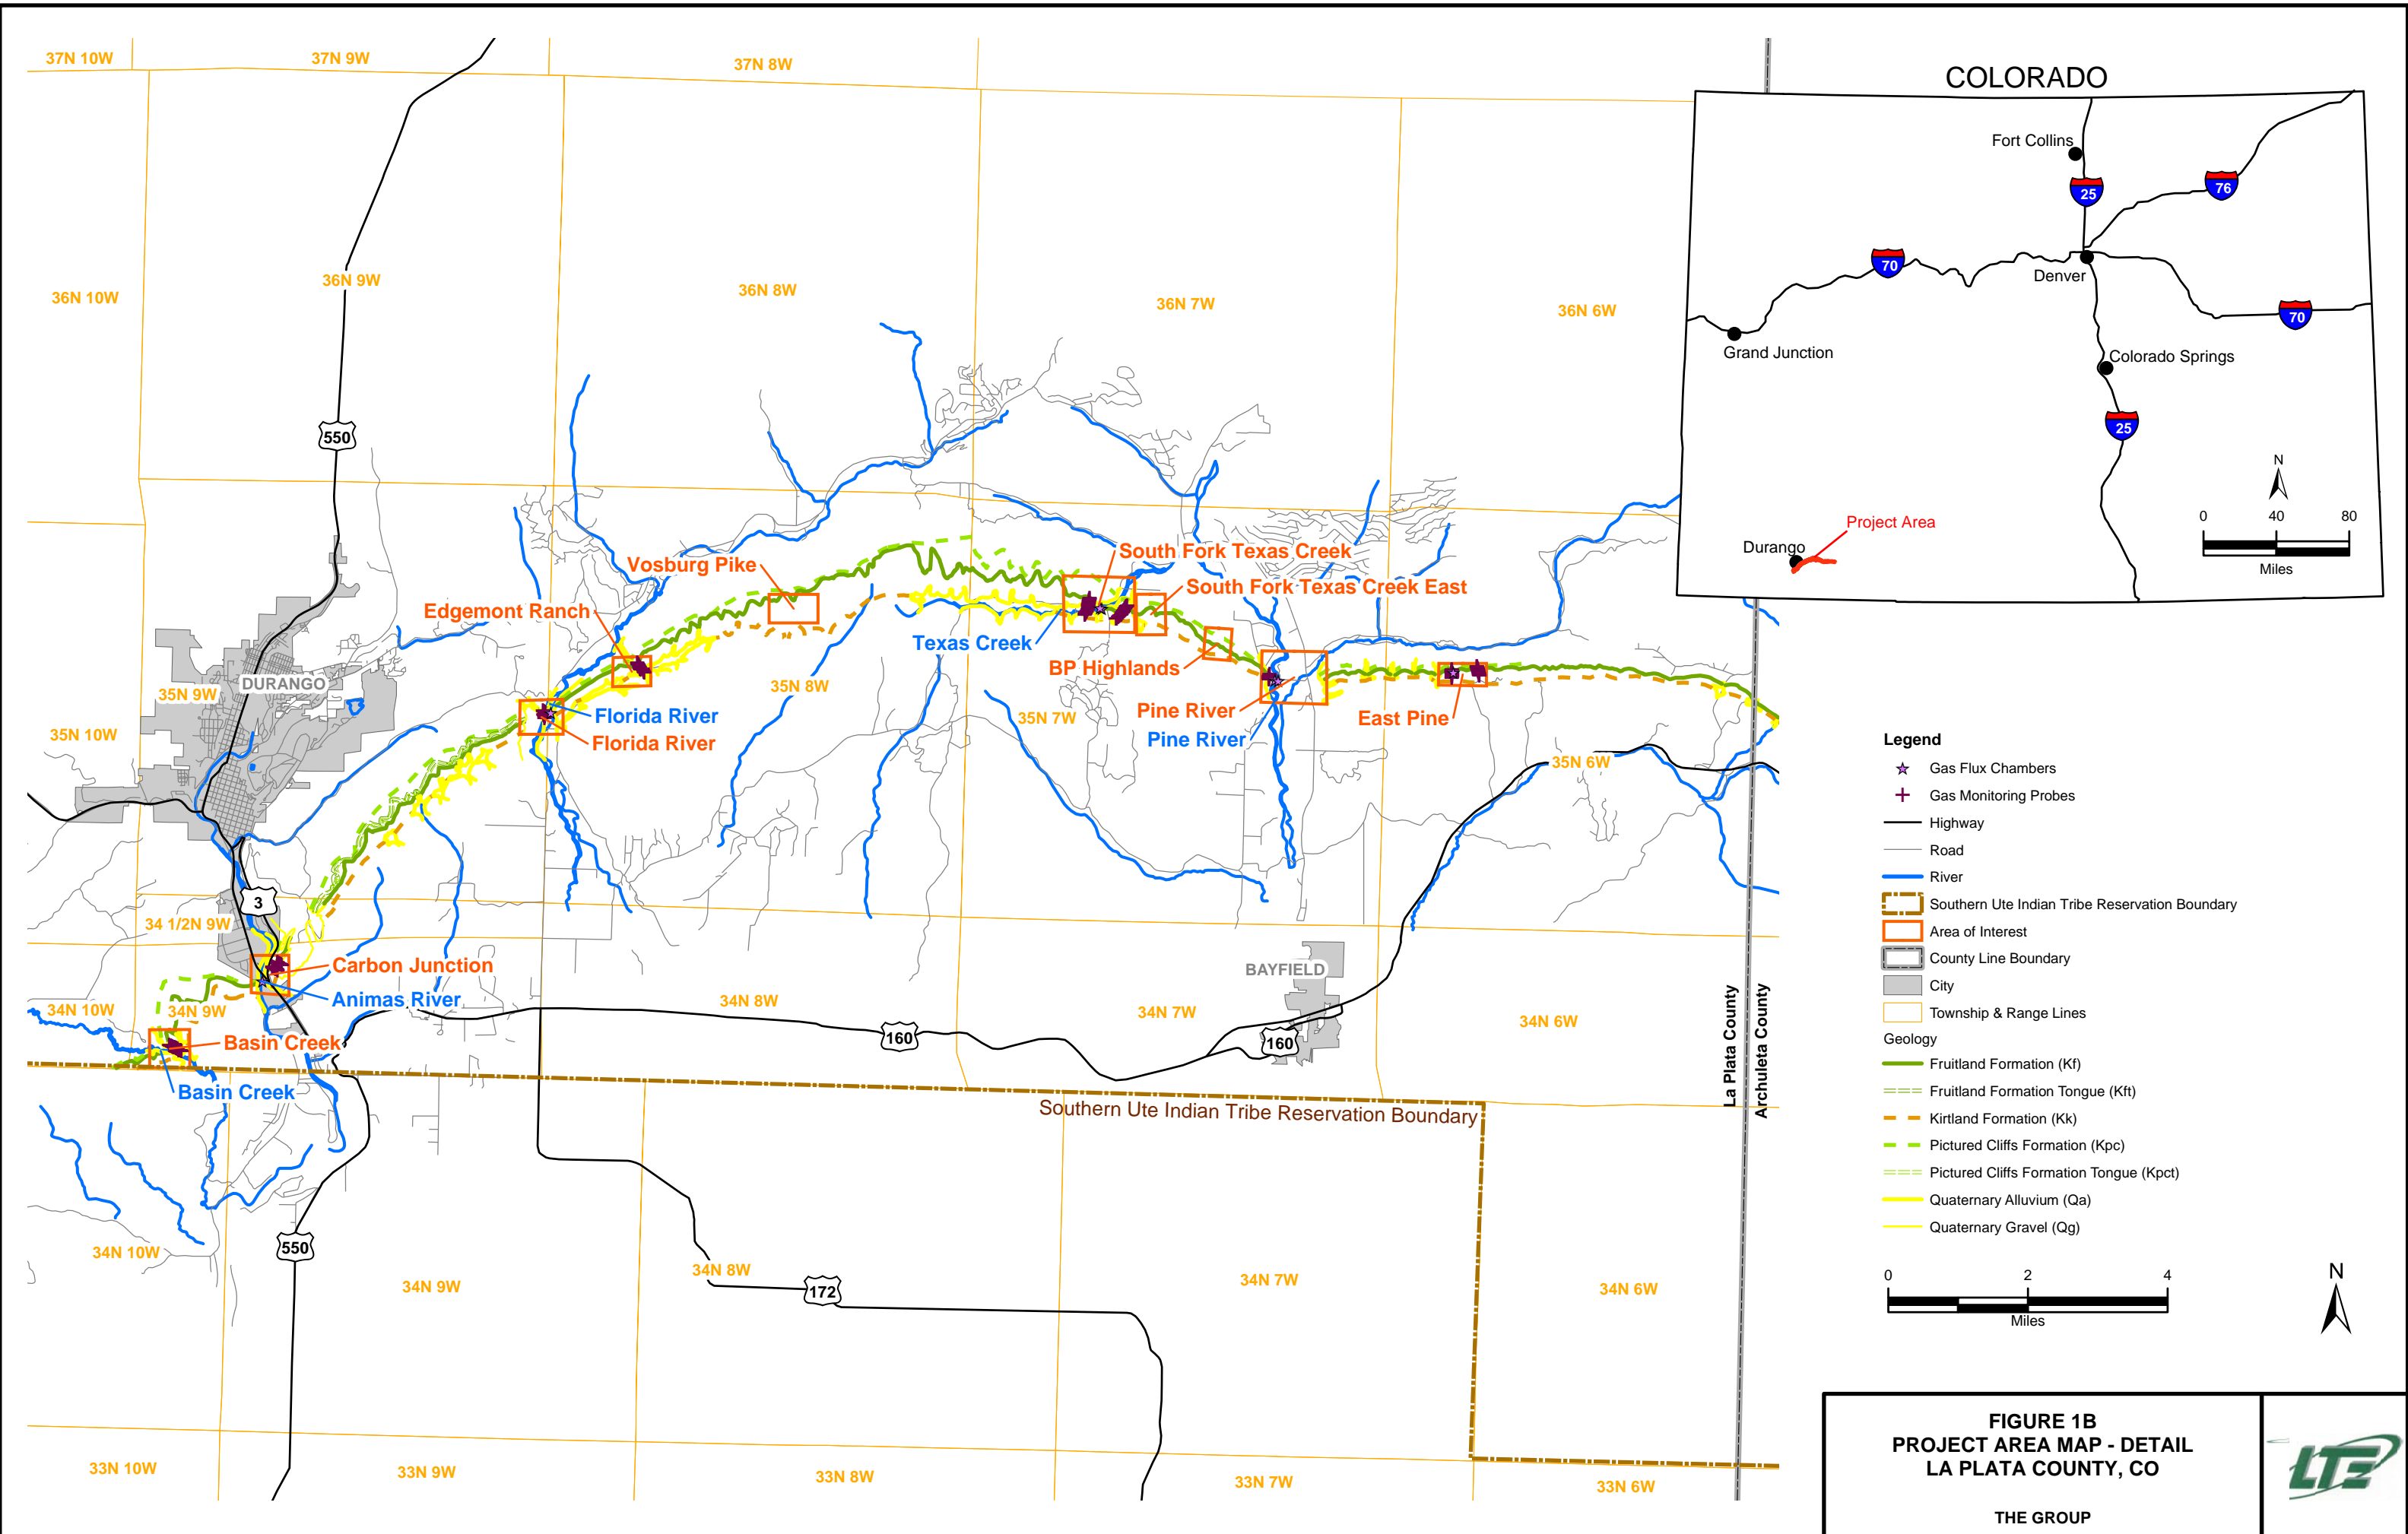 37N 10W
37N 9W
37N 8W
36N 10W
36N 9W
36N 8W
36N 7W
36N 6W
550
COLORADO
Fort Collins
25
76
70
Denver
70
Grand Junction
Colorado Springs
25
N
0 40 80
Miles
Project Area
Durango
South Fork Texas Creek
Vosburg Pike
South Fork Texas Creek East
Edgemont Ranch
Texas Creek
BP Highlands
35N 9W
DURANGO
35N 8W
Florida River
Florida River
35N 7W
Pine River
Pine River
East Pine
35N 10W
35N 6W
3
34 1/2N 9W
Carbon Junction
Animas River
BAYFIELD
34N 10W
34N 9W
34N 8W
34N 7W
34N 6W
160
160
Basin Creek
Basin Creek
La Plata County
Archuleta County
Southern Ute Indian Tribe Reservation Boundary
34N 10W
550
34N 9W
34N 8W
172
34N 7W
34N 6W
33N 10W
33N 9W
33N 8W
33N 7W
33N 6W
Legend
Gas Flux Chambers
Gas Monitoring Probes
Highway
Road
River
Southern Ute Indian Tribe Reservation Boundary
Area of Interest
County Line Boundary
City
Township & Range Lines
Geology
Fruitland Formation (Kf)
Fruitland Formation Tongue (Kft)
Kirtland Formation (Kk)
Pictured Cliffs Formation (Kpc)
Pictured Cliffs Formation Tongue (Kpct)
Quaternary Alluvium (Qa)
Quaternary Gravel (Qg)
0 2 4
Miles
N
FIGURE 1B
PROJECT AREA MAP - DETAIL
LA PLATA COUNTY, CO
THE GROUP
LTE